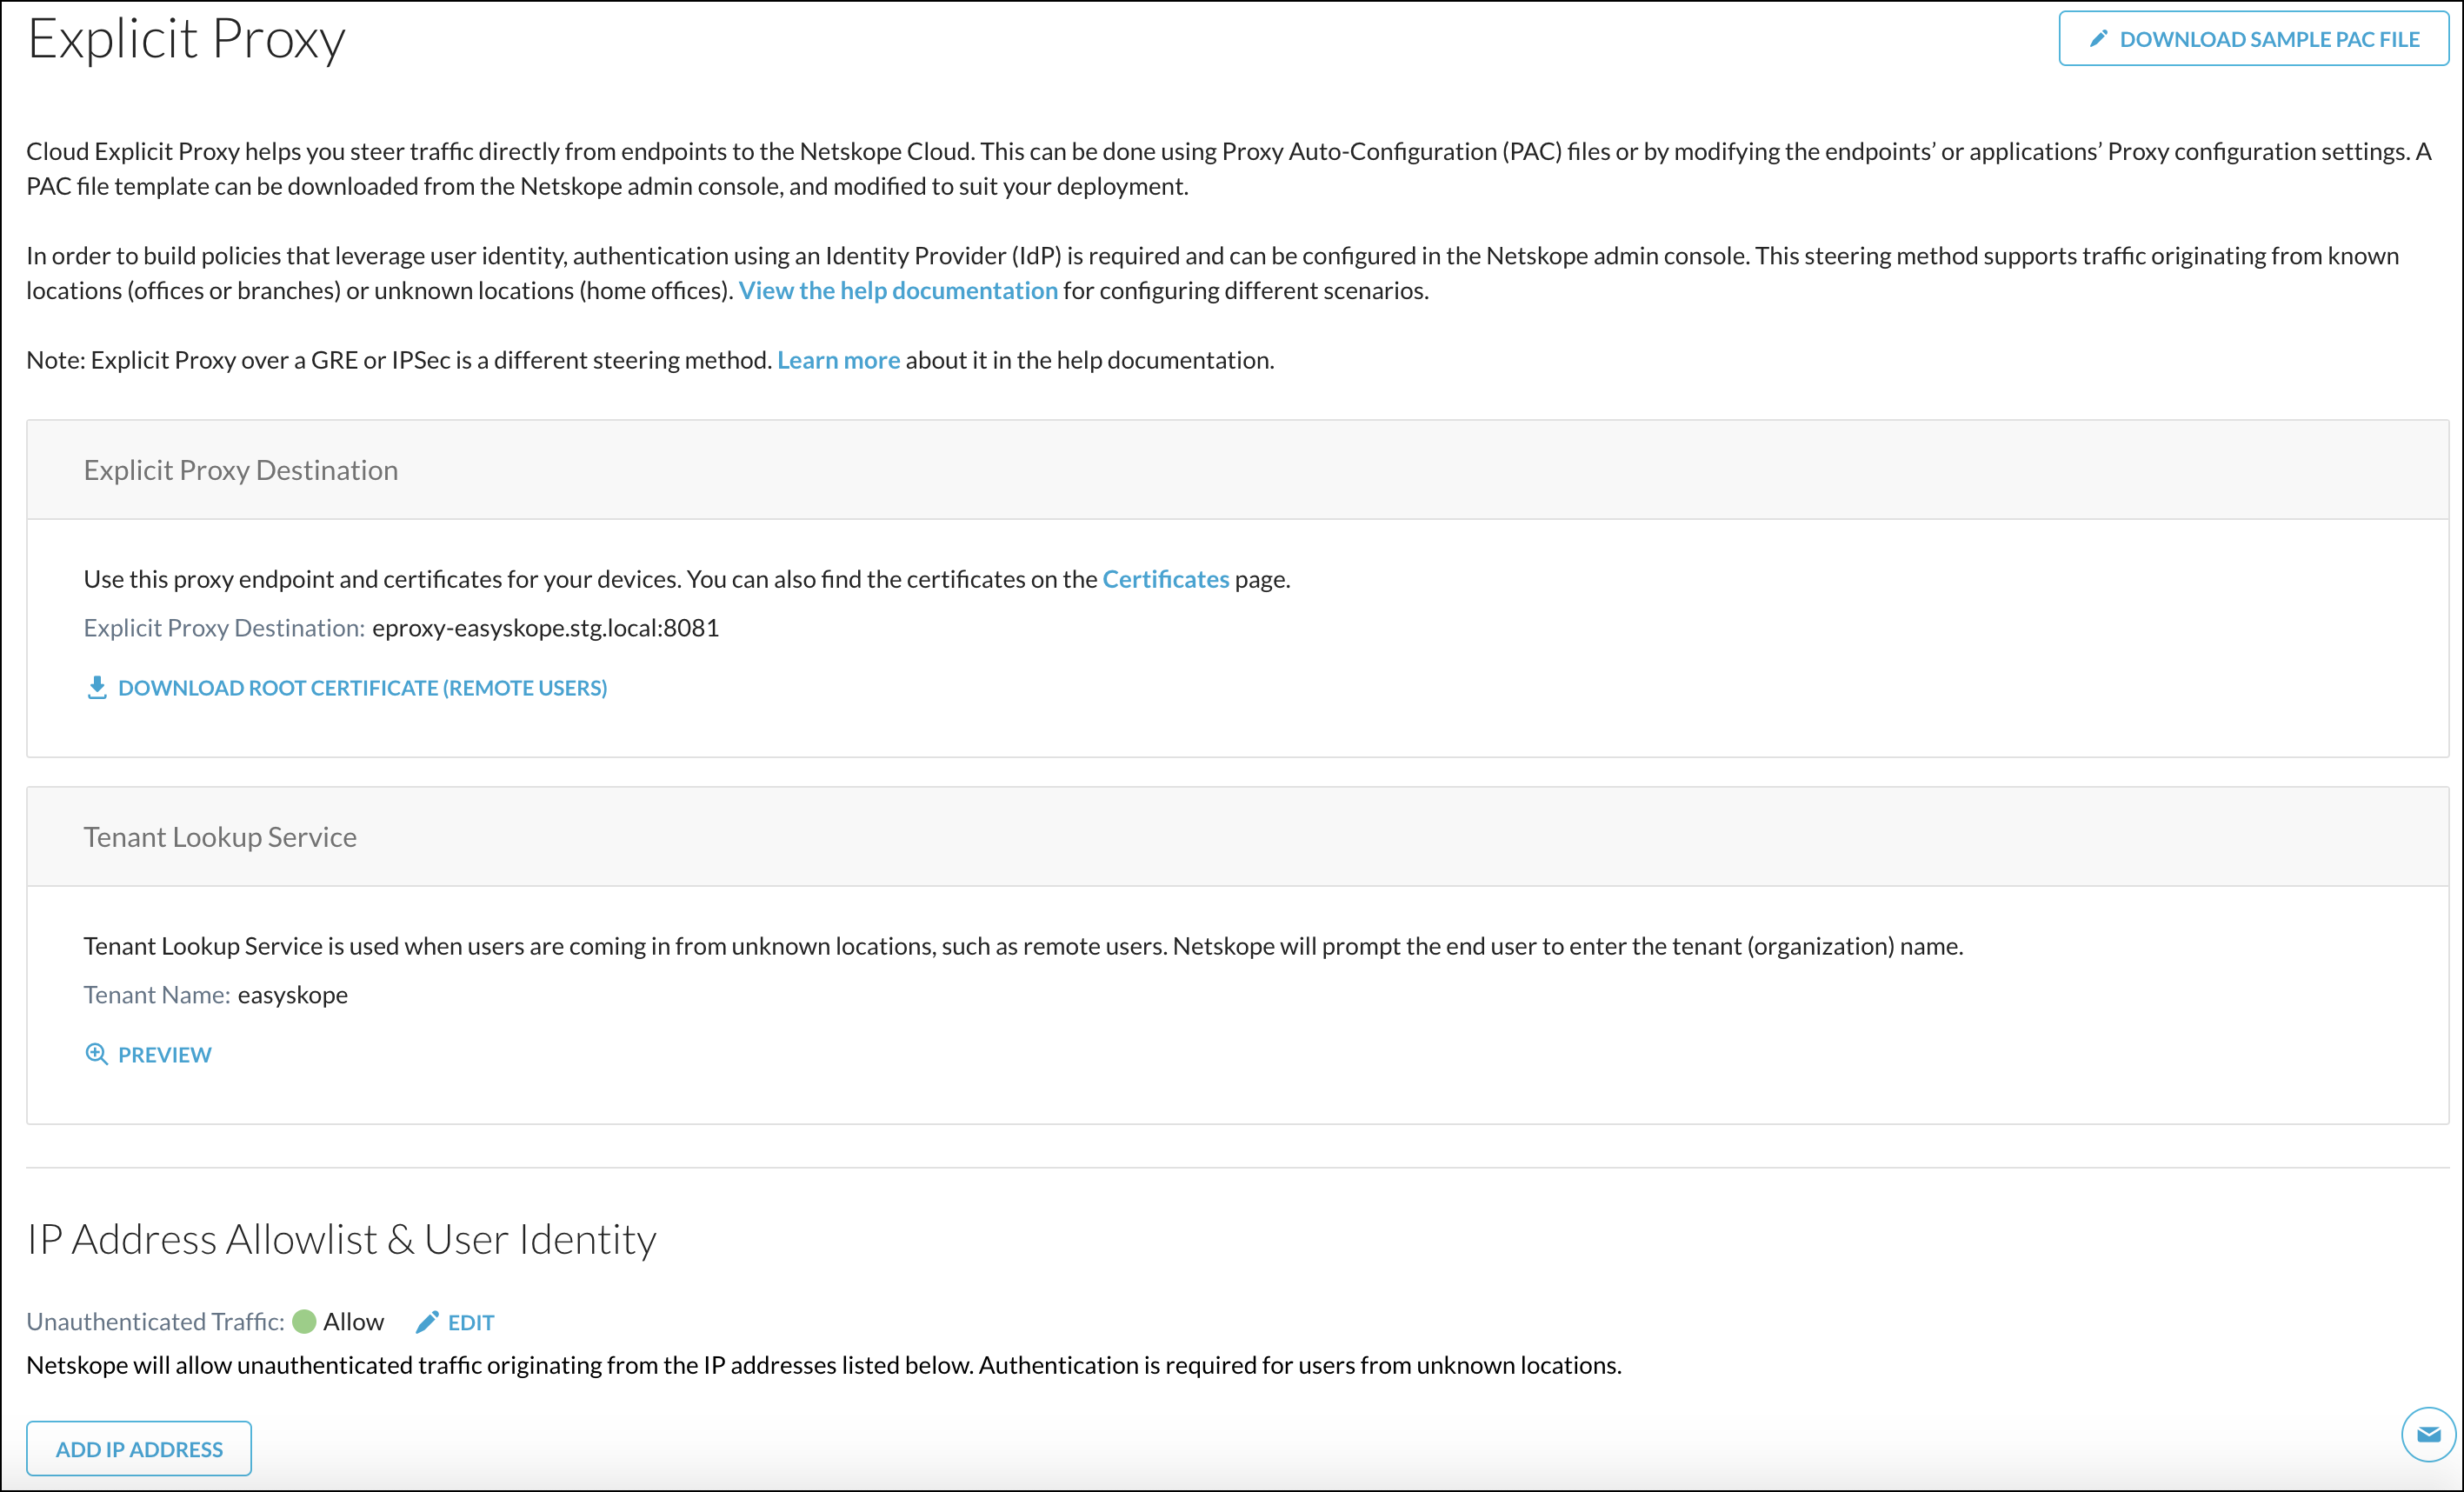 Explicit Proxy
DOWNLOAD SAMPLE PAC FILE
Cloud Explicit Proxy helps you steer traffic directly from endpoints to the Netskope Cloud. This can be done using Proxy Auto-Configuration (PAC) files or by modifying the endpoints’ or applications’ Proxy configuration settings. A
PAC file template can be downloaded from the Netskope admin console, and modified to suit your deployment.
In order to build policies that leverage user identity, authentication using an Identity Provider (IdP) is required and can be configured in the Netskope admin console. This steering method supports traffic originating from known
locations (offices or branches) or unknown locations (home offices). View the help documentation for configuring different scenarios.
Note: Explicit Proxy over a GRE or IPSec is a different steering method. Learn more about it in the help documentation.
Explicit Proxy Destination
Use this proxy endpoint and certificates for your devices. You can also find the certificates on the Certificates page.
Explicit Proxy Destination: eproxy-easyskope.stg.local:8081
DOWNLOAD ROOT CERTIFICATE (REMOTE USERS)
Tenant Lookup Service
Tenant Lookup Service is used when users are coming in from unknown locations, such as remote users. Netskope will prompt the end user to enter the tenant (organization) name.
Tenant Name: easyskope
PREVIEW
IP Address Allowlist & User Identity
Unauthenticated Traffic: Allow EDIT
Netskope will allow unauthenticated traffic originating from the IP addresses listed below. Authentication is required for users from unknown locations.
ADD IP ADDRESS